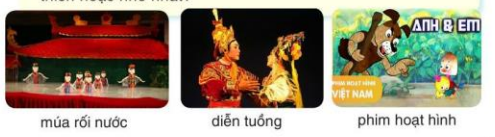 ANH & EM
PHIM HOẠT HÌNH
VIỆT NAM
múa rối nước
diễn tuồng
phim hoạt hình